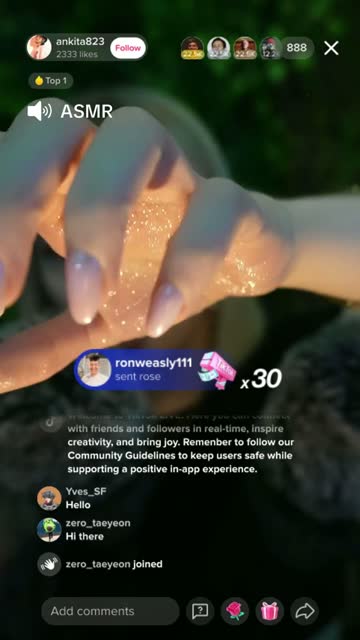 ankita823
2333 likes
Follow
888
Top 1
ASMR
ronweasly111
sent rose
TikTok
x30
with friends and followers in real-time, inspire
creativity, and bring joy. Remenber to follow our
Community Guidelines to keep users safe while
supporting a positive in-app experience.
Yves_SF
Hello
zero_taeyeon
Hi there
zero_taeyeon joined
Add comments